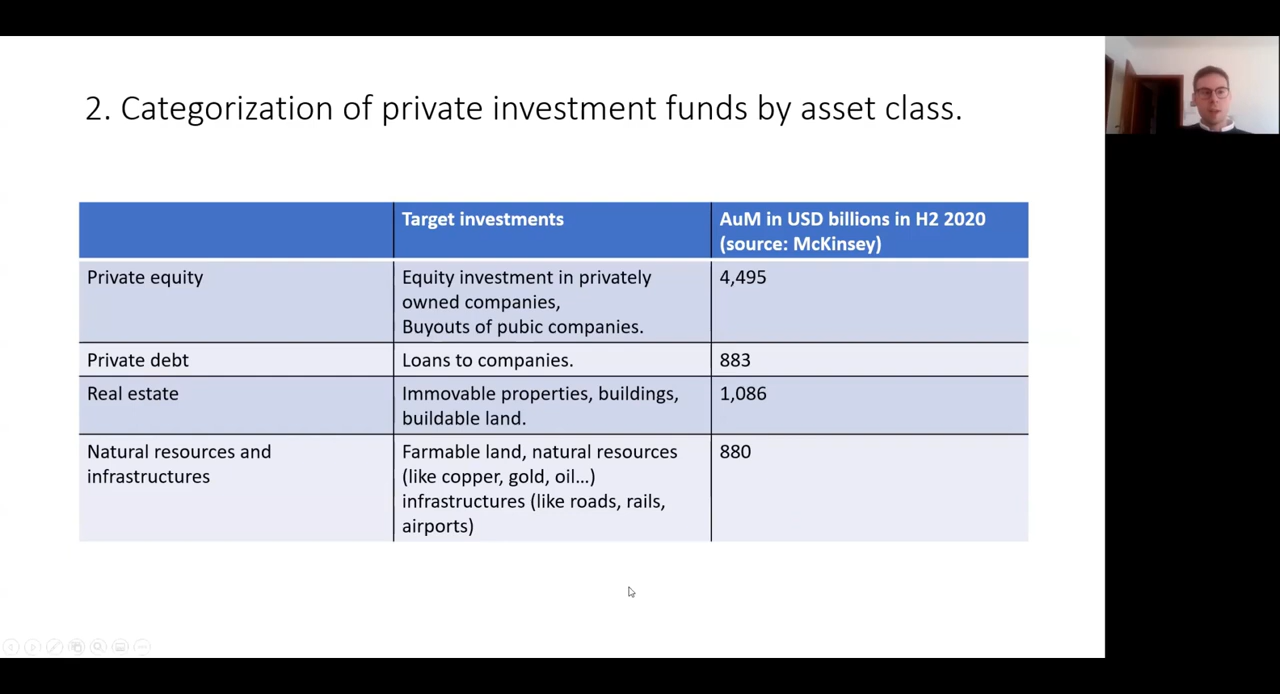 2. Categorization of private investment funds by asset class.
Target investments
AuM in USD billions in H2 2020
(source: McKinsey)
Private equity
Equity investment in privately
owned companies,
Buyouts of pubic companies.
4,495
Private debt
Loans to companies.
883
Real estate
Immovable properties, buildings,
buildable land.
1,086
Natural resources and
infrastructures
Farmable land, natural resources
(like copper, gold, oil…)
infrastructures (like roads, rails,
airports)
880